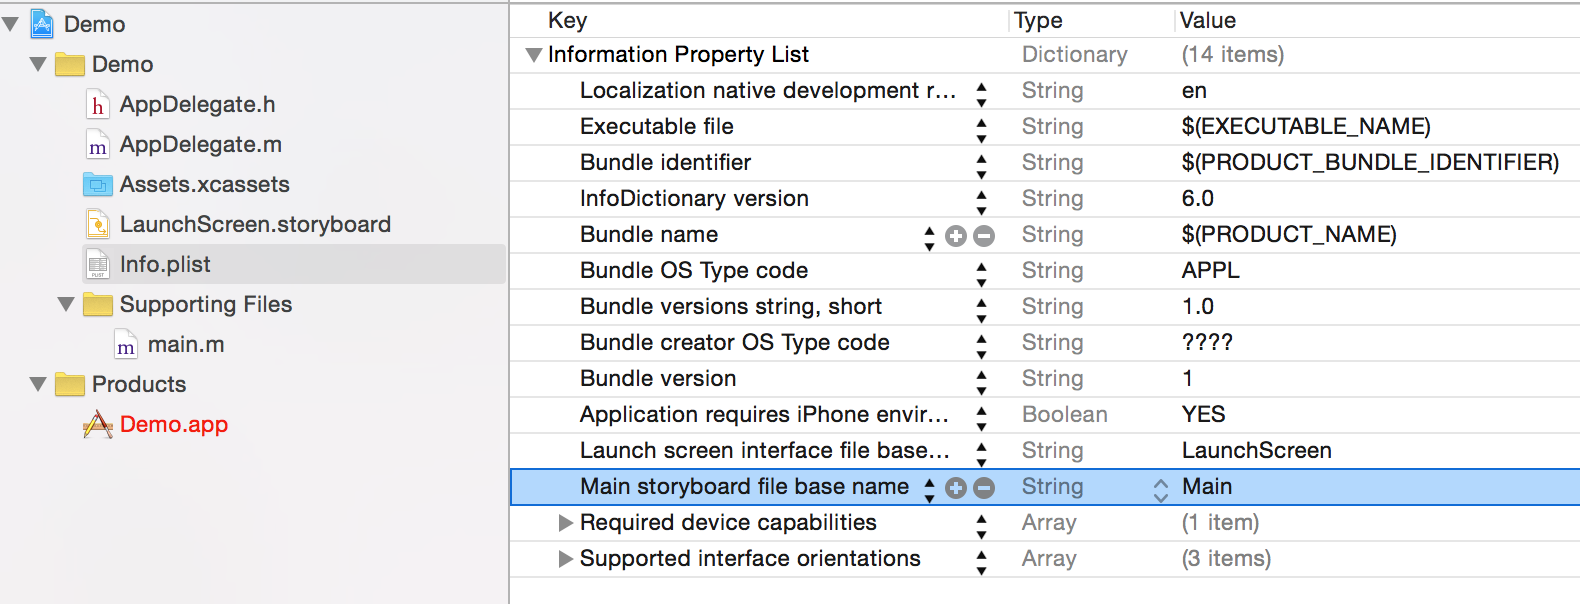 Demo
Demo
h AppDelegate.h
m AppDelegate.m
Assets.xcassets
LaunchScreen.storyboard
PLIST Info.plist
Supporting Files
m main.m
Products
Demo.app
Key Type Value
Information Property List Dictionary (14 items)
Localization native development r... String en
Executable file String $(EXECUTABLE_NAME)
Bundle identifier String $(PRODUCT_BUNDLE_IDENTIFIER)
InfoDictionary version String 6.0
Bundle name String $(PRODUCT_NAME)
Bundle OS Type code String APPL
Bundle versions string, short String 1.0
Bundle creator OS Type code String ????
Bundle version String 1
Application requires iPhone envir... Boolean YES
Launch screen interface file base... String LaunchScreen
Main storyboard file base name String Main
Required device capabilities Array (1 item)
Supported interface orientations Array (3 items)